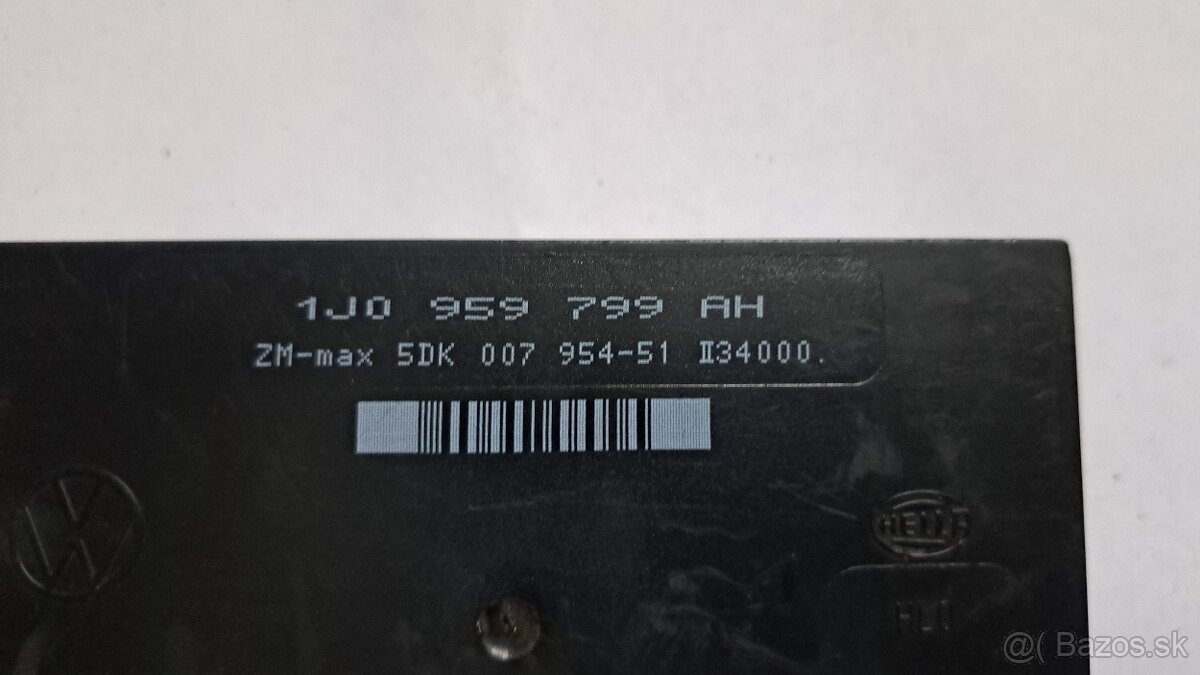 1J0 959 799 AH
ZM-max 5DK 007 954-51 II34000.
HELLA
@( Bazos.sk